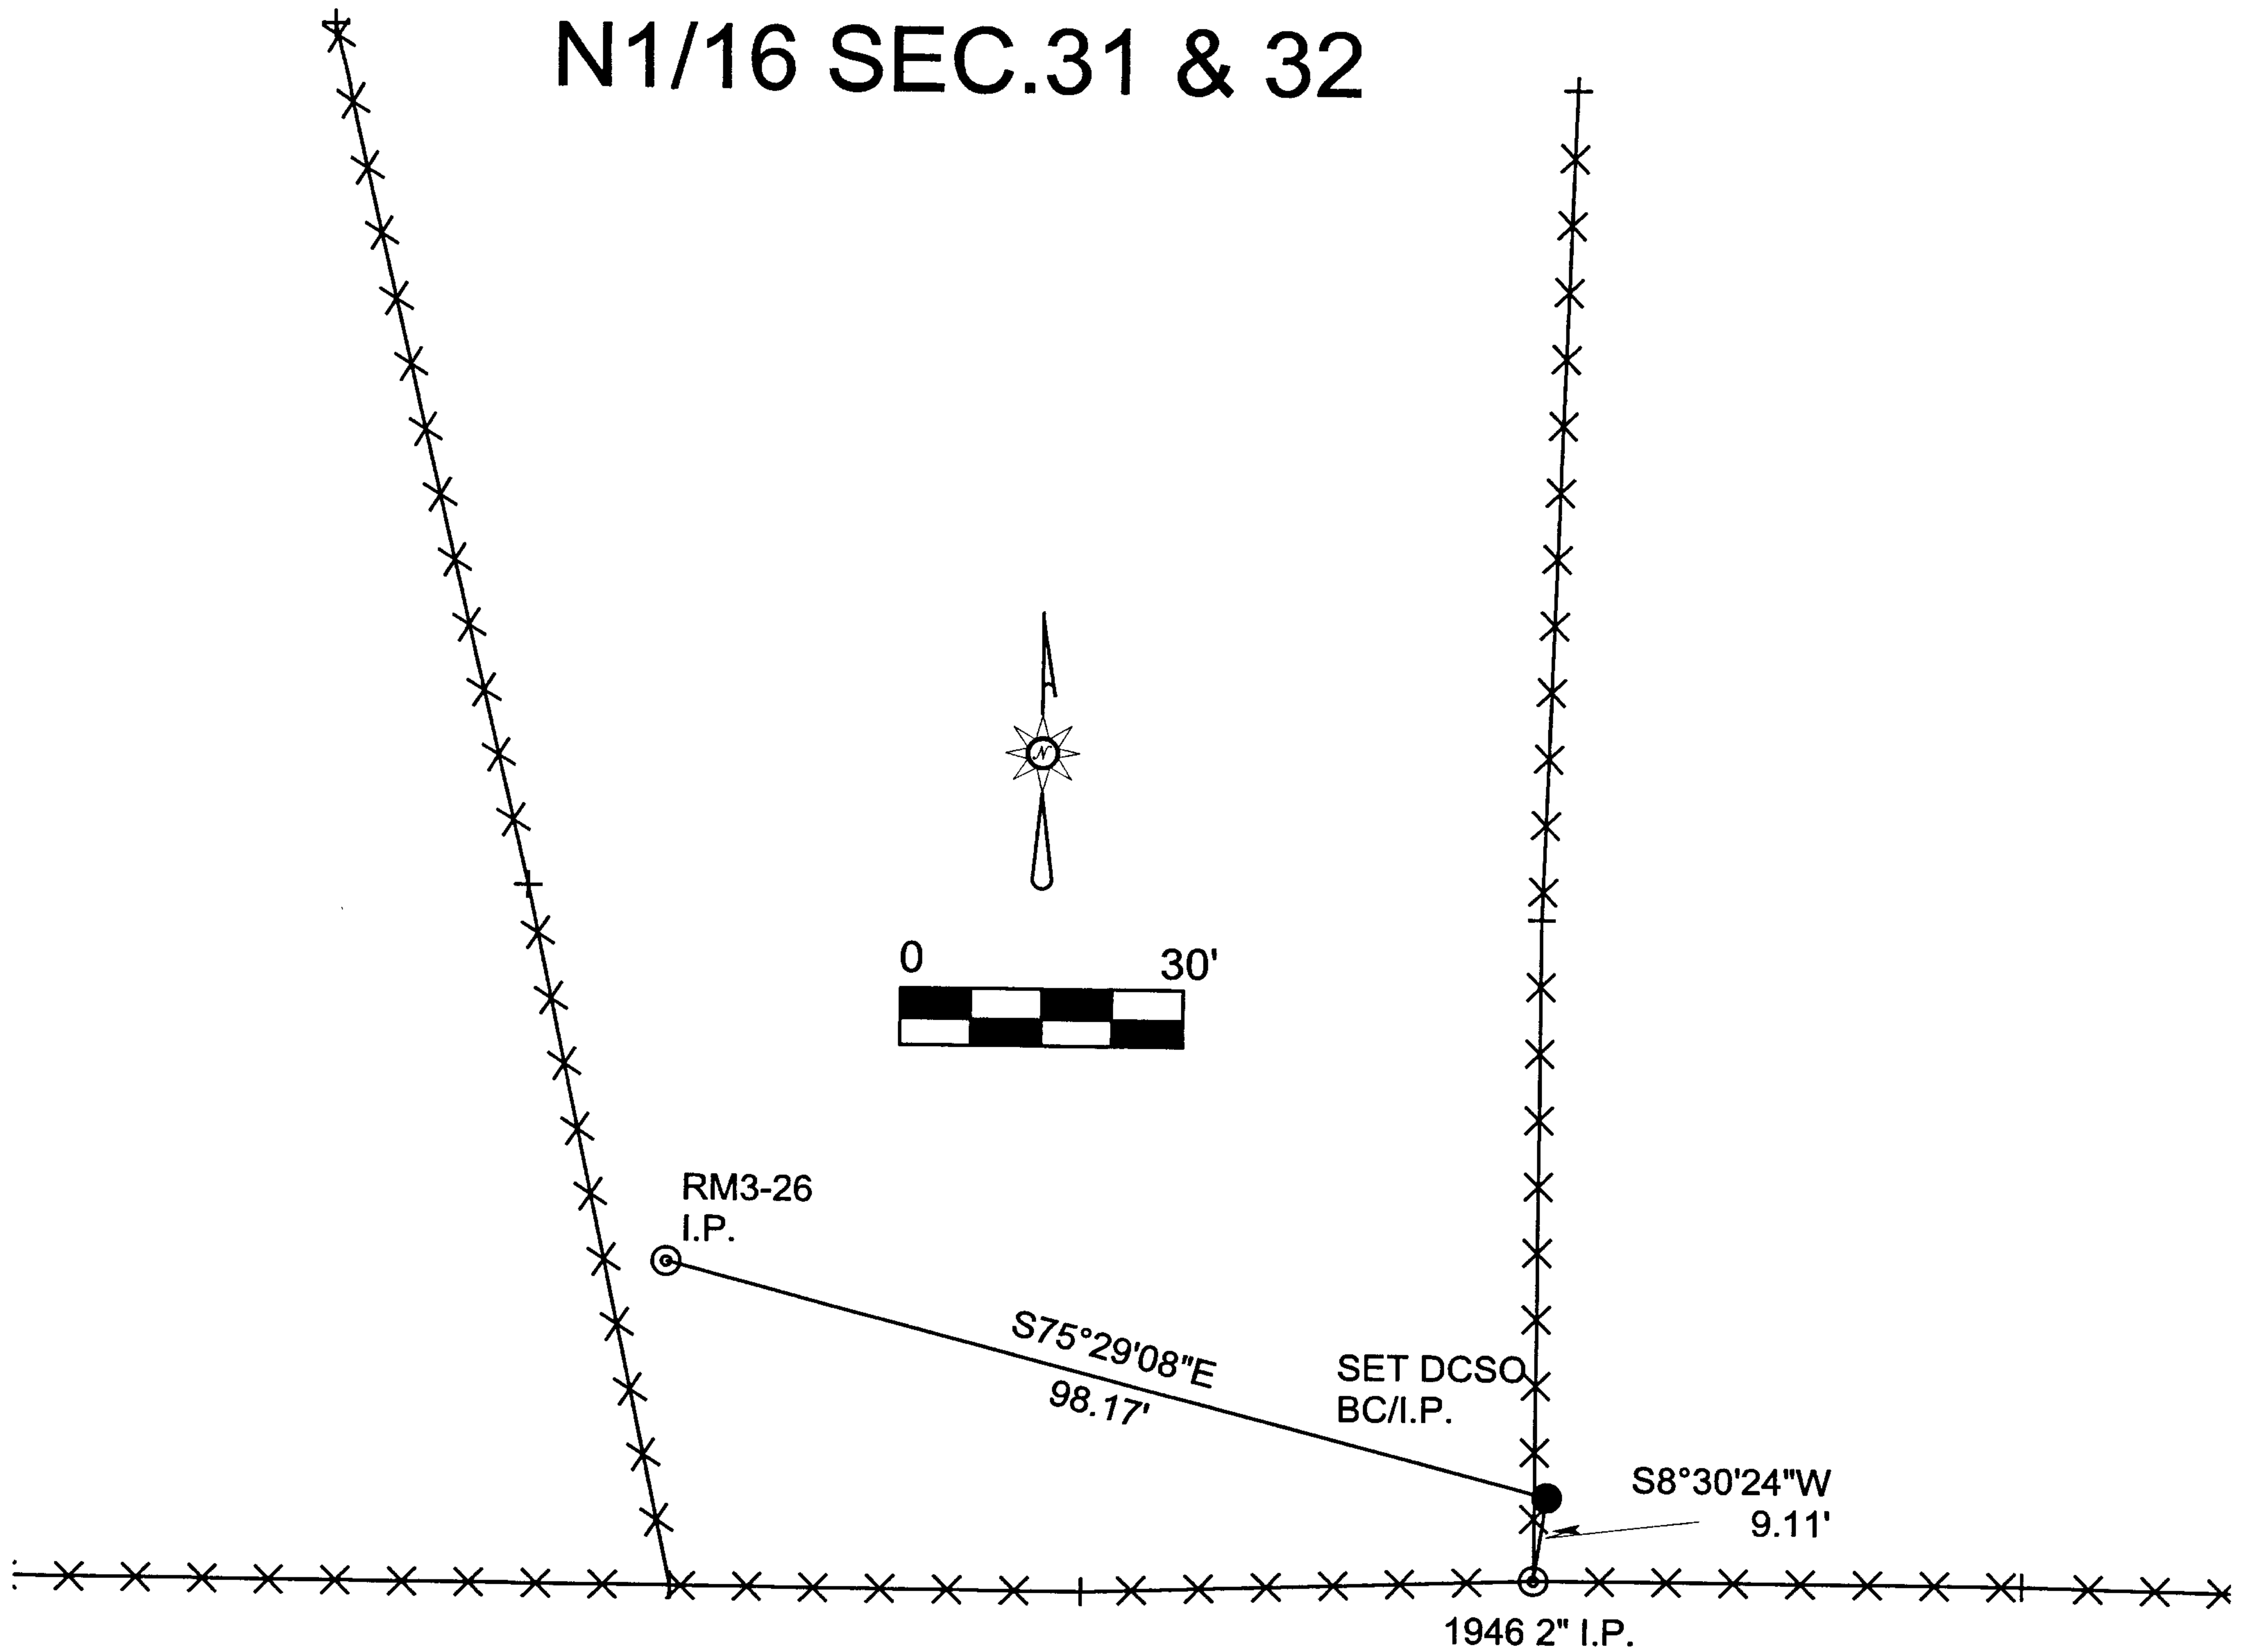 N1/16 SEC.31 & 32
N
0 30'
RM3-26
I.P.
S75°29'08"E
98.17'
SET DCSO
BC/I.P.
S8°30'24"W
9.11'
1946 2" I.P.